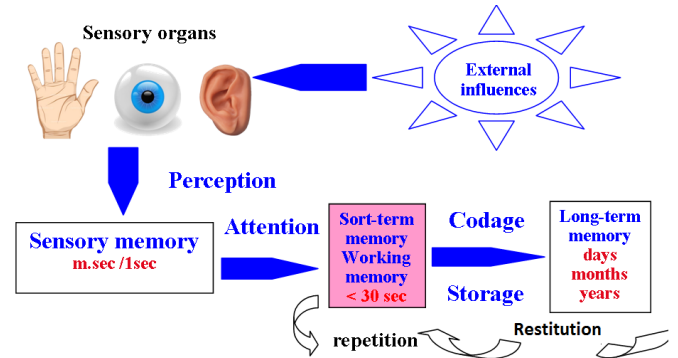 Sensory organs
External
influences
Perception
Sensory memory
m.sec /1sec
Attention
Sort-term
memory
Working
memory
< 30 sec
Codage
Storage
Long-term
memory
days
months
years
repetition
Restitution